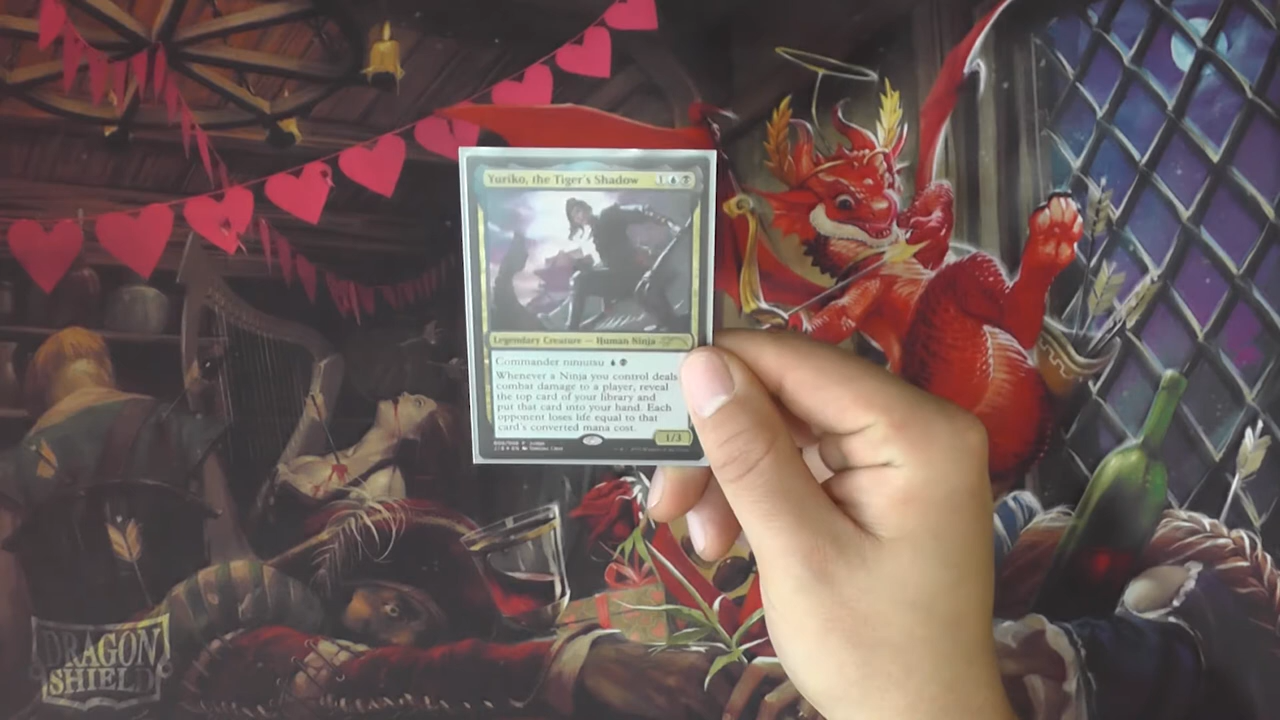 Yuriko, the Tiger's Shadow 1
Legendary Creature — Human Ninja
Commander ninjutsu
Whenever a Ninja you control deals
combat damage to a player, reveal
the top card of your library and
put that card into your hand. Each
opponent loses life equal to that
card's converted mana cost.
1/3
DRAGON
SHIELD